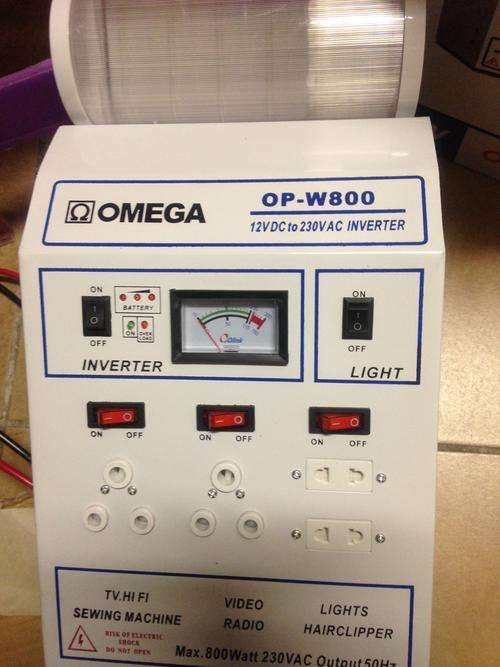 Ω OMEGA
OP-W800
12VDC to 230VAC INVERTER
ON
OFF
BATTERY
ON
OVER LOAD
INVERTER
ON
OFF
LIGHT
ON OFF
ON OFF
ON OFF
TV.HI FI VIDEO LIGHTS
SEWING MACHINE RADIO HAIRCLIPPER
RISK OF ELECTRIC
SHOCK
DO NOT OPEN
Max.800Watt 230VAC Output 50Hz